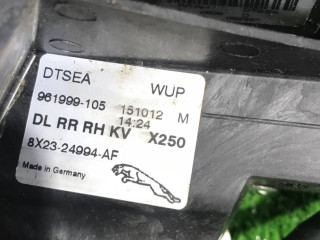 DTSEA WUP
961999-105 151012 M
14:24
DL RR RH KV X250
8X23-24994-AF
Made in Germany